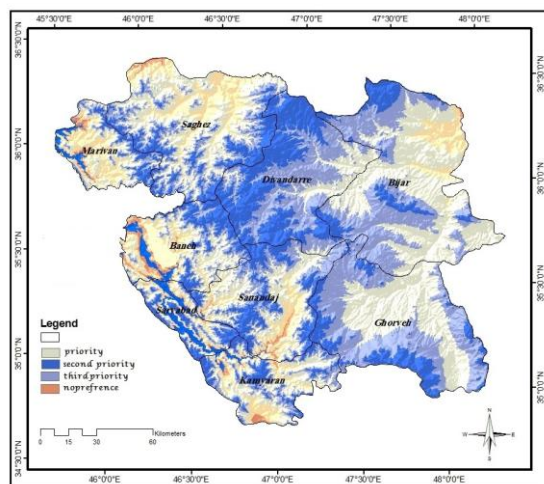 45°30'0"E 46°0'0"E 46°30'0"E 47°0'0"E 47°30'0"E 48°0'0"E
36°30'0"N
36°30'0"N
Saghez
36°0'0"N
Marivan
36°0'0"N
Divandarre
Bijar
Baneh
35°30'0"N
35°30'0"N
Sarvabad
Sanandaj
Ghorveh
Legend
35°0'0"N
priority
second priority
35°0'0"N
third priority
Kamyaran
noprefrence
Kilometers
0 15 30 60
N
W E
S
34°30'0"N
46°0'0"E 46°30'0"E 47°0'0"E 47°30'0"E 48°0'0"E